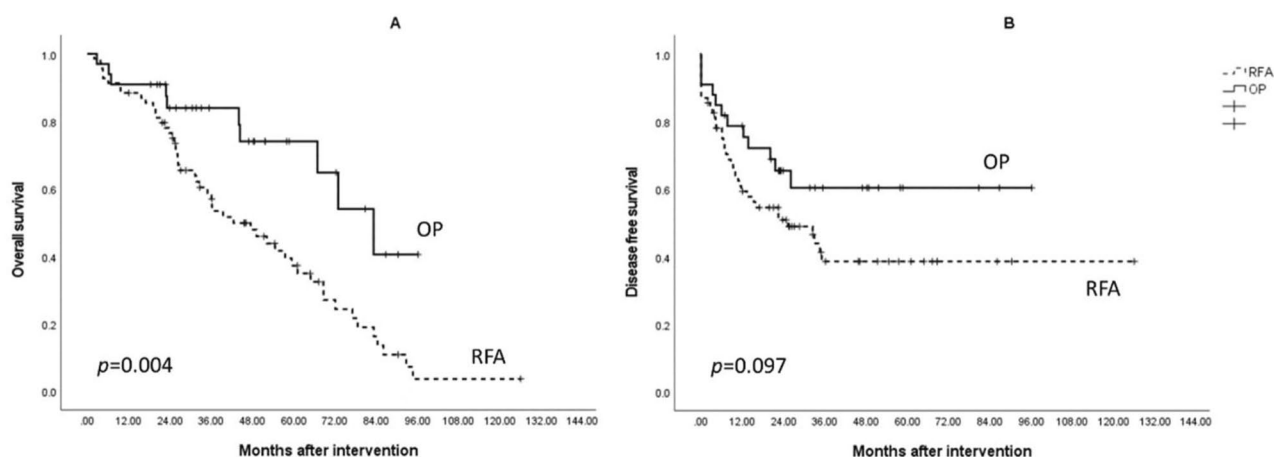 A
Overall survival
1.0
0.8
0.6
0.4
0.2
0.0
OP
RFA
p=0.004
.00 12.00 24.00 36.00 48.00 60.00 72.00 84.00 96.00 108.00 120.00 132.00 144.00
Months after intervention
B
Disease free survival
1.0
0.8
0.6
0.4
0.2
0.0
OP
RFA
p=0.097
.00 12.00 24.00 36.00 48.00 60.00 72.00 84.00 96.00 108.00 120.00 132.00 144.00
Months after intervention
RFA
OP